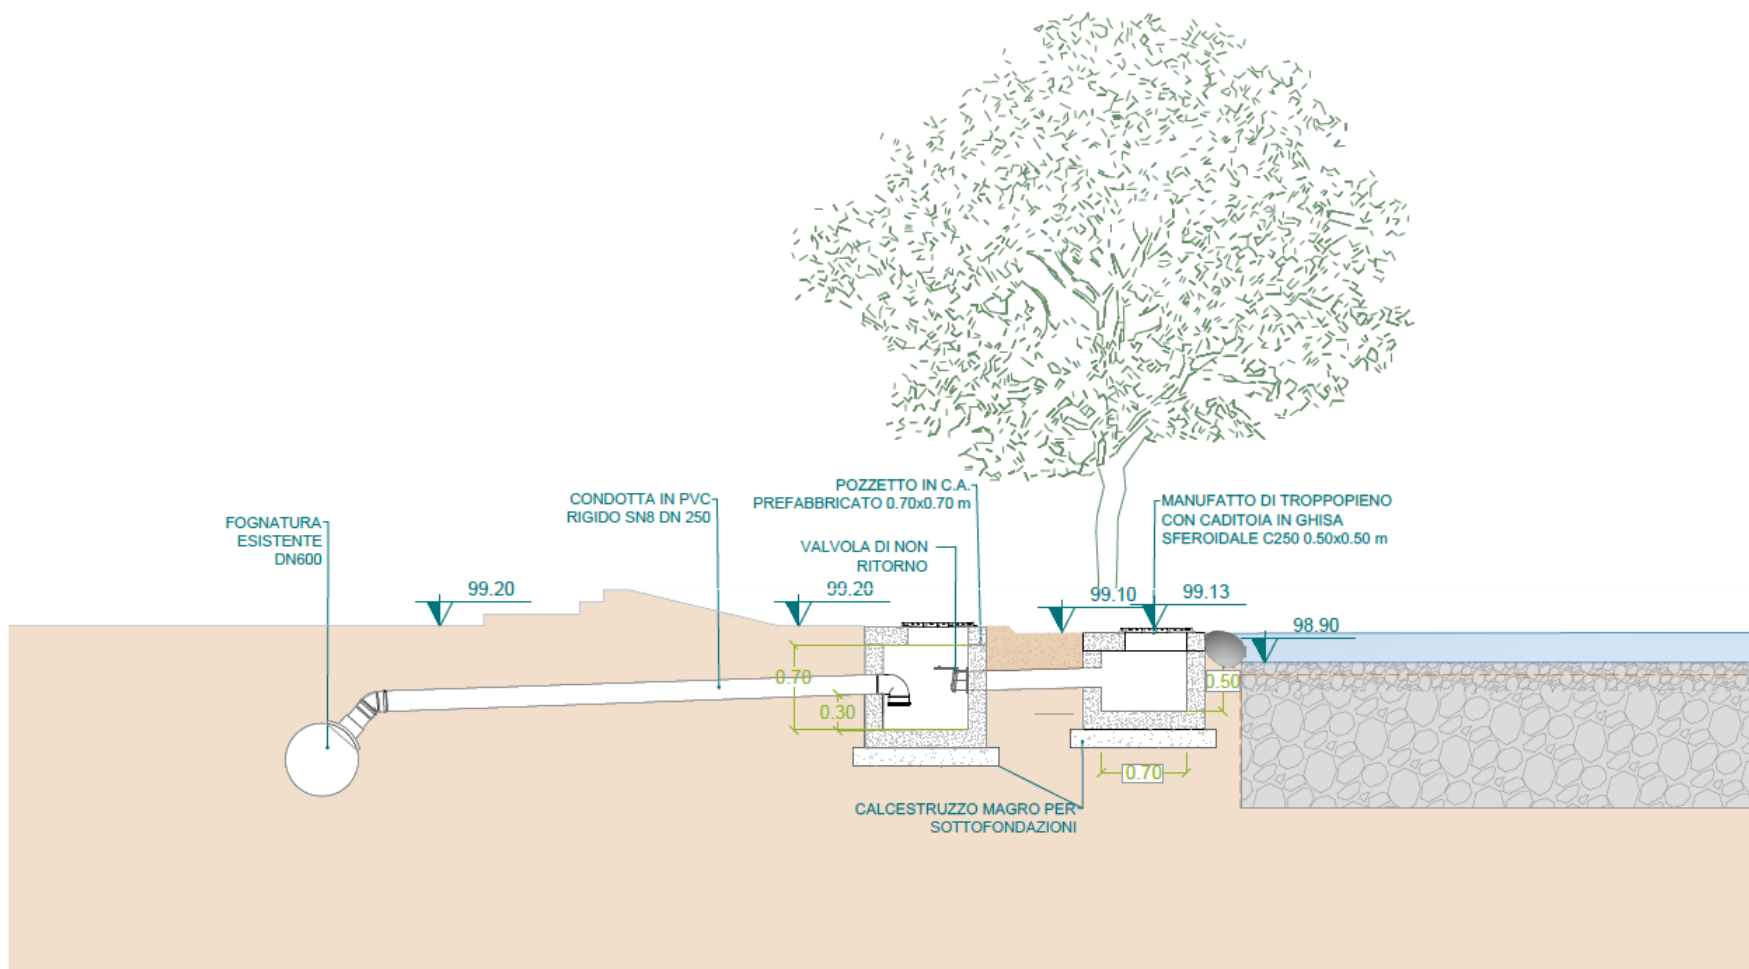 POZZETTO IN C.A.
PREFABBRICATO 0.70x0.70 m
CONDOTTA IN PVC
RIGIDO SN8 DN 250
MANUFATTO DI TROPPOPIENO
CON CADITOIA IN GHISA
SFEROIDALE C250 0.50x0.50 m
FOGNATURA
ESISTENTE
DN600
VALVOLA DI NON
RITORNO
99.20
99.20
99.10
99.13
98.90
0.70
0.30
0.50
0.70
CALCESTRUZZO MAGRO PER
SOTTOFONDAZIONI